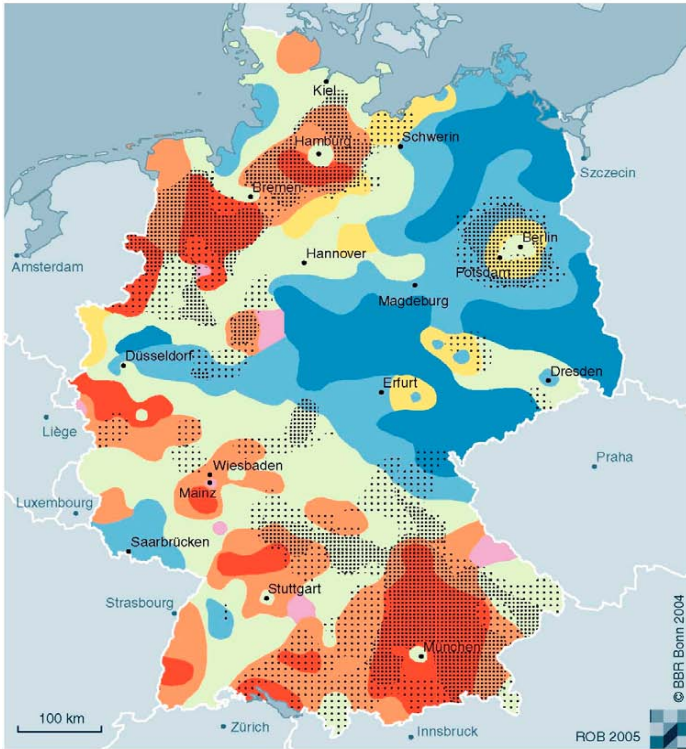 Kiel
Hamburg
Schwerin
Szczecin
Bremen
Amsterdam
Hannover
Berlin
Potsdam
Magdeburg
Düsseldorf
Erfurt
Dresden
Liège
Wiesbaden
Mainz
Praha
Luxembourg
Saarbrücken
Stuttgart
Strasbourg
München
© BBR Bonn 2004
100 km
Zürich
Innsbruck
ROB 2005